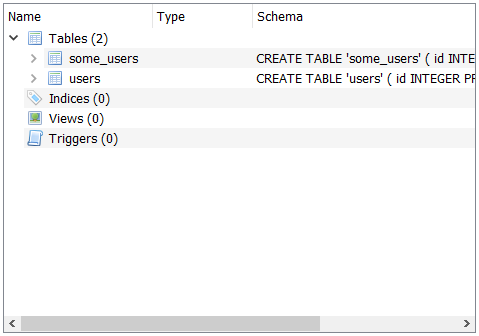 Name Type Schema
Tables (2)
some_users CREATE TABLE 'some_users' ( id INTE
users CREATE TABLE 'users' ( id INTEGER PR
Indices (0)
Views (0)
Triggers (0)